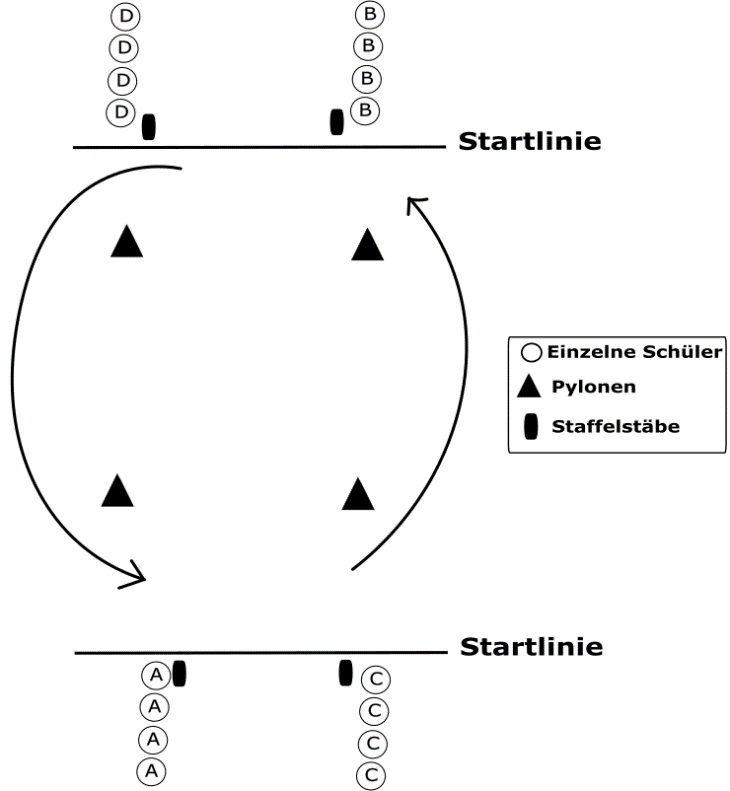 D B
D B
D B
D B
Startlinie
Einzelne Schüler
Pylonen
Staffelstäbe
Startlinie
A C
A C
A C
A C